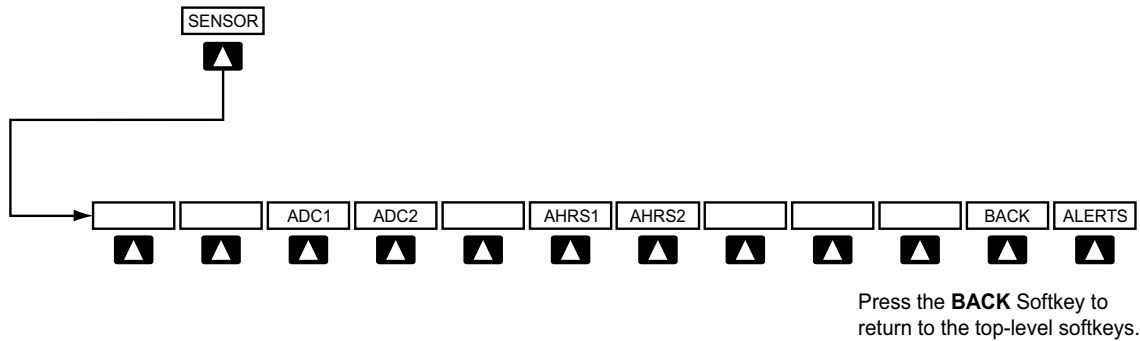 SENSOR
ADC1 ADC2 AHRS1 AHRS2 BACK ALERTS
Press the BACK Softkey to
return to the top-level softkeys.